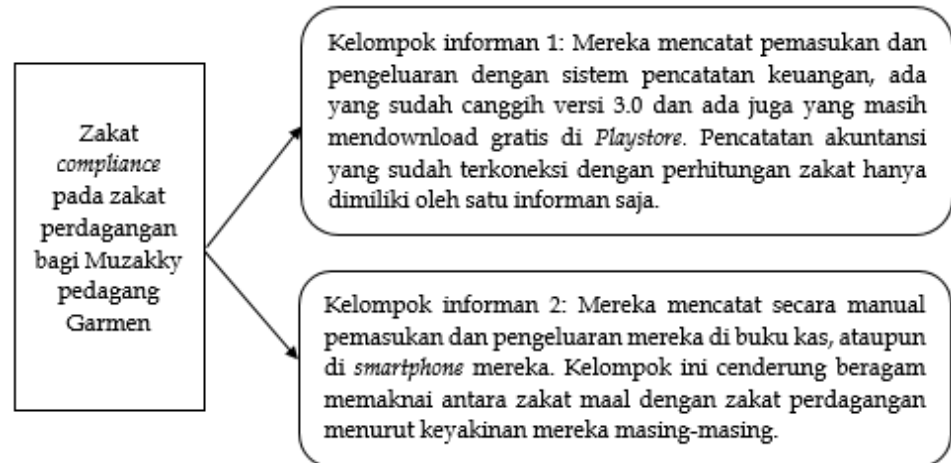 Zakat
compliance
pada zakat
perdagangan
bagi Muzakky
pedagang
Garmen
Kelompok informan 1: Mereka mencatat pemasukan dan
pengeluaran dengan sistem pencatatan keuangan, ada
yang sudah canggih versi 3.0 dan ada juga yang masih
mendownload gratis di Playstore. Pencatatan akuntansi
yang sudah terkoneksi dengan perhitungan zakat hanya
dimiliki oleh satu informan saja.
Kelompok informan 2: Mereka mencatat secara manual
pemasukan dan pengeluaran mereka di buku kas, ataupun
di smartphone mereka. Kelompok ini cenderung beragam
memaknai antara zakat maal dengan zakat perdagangan
menurut keyakinan mereka masing-masing.